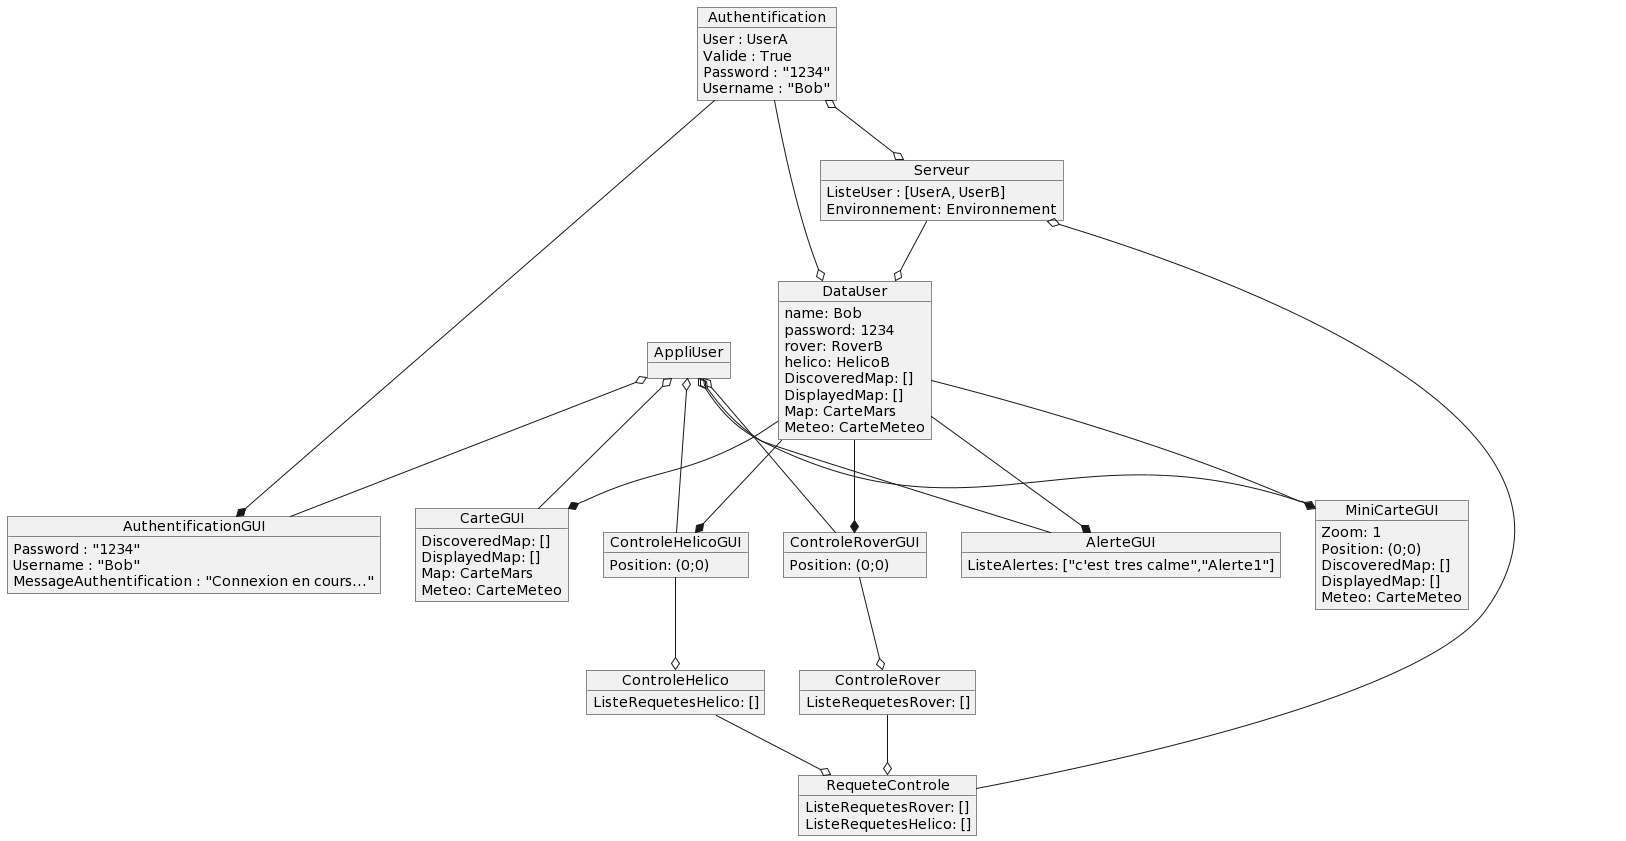 Authentification
User : UserA
Valide : True
Password : "1234"
Username : "Bob"
Serveur
ListeUser : [UserA, UserB]
Environnement: Environnement
DataUser
name: Bob
password: 1234
rover: RoverB
helico: HelicoB
DiscoveredMap: []
DisplayedMap: []
Map: CarteMars
Meteo: CarteMeteo
AppliUser
AuthentificationGUI
Password : "1234"
Username : "Bob"
MessageAuthentification : "Connexion en cours..."
CarteGUI
DiscoveredMap: []
DisplayedMap: []
Map: CarteMars
Meteo: CarteMeteo
ControleHelicoGUI
Position: (0;0)
ControleRoverGUI
Position: (0;0)
AlerteGUI
ListeAlertes: ["c'est tres calme","Alerte1"]
MiniCarteGUI
Zoom: 1
Position: (0;0)
DiscoveredMap: []
DisplayedMap: []
Meteo: CarteMeteo
ControleHelico
ListeRequetesHelico: []
ControleRover
ListeRequetesRover: []
RequeteControle
ListeRequetesRover: []
ListeRequetesHelico: []